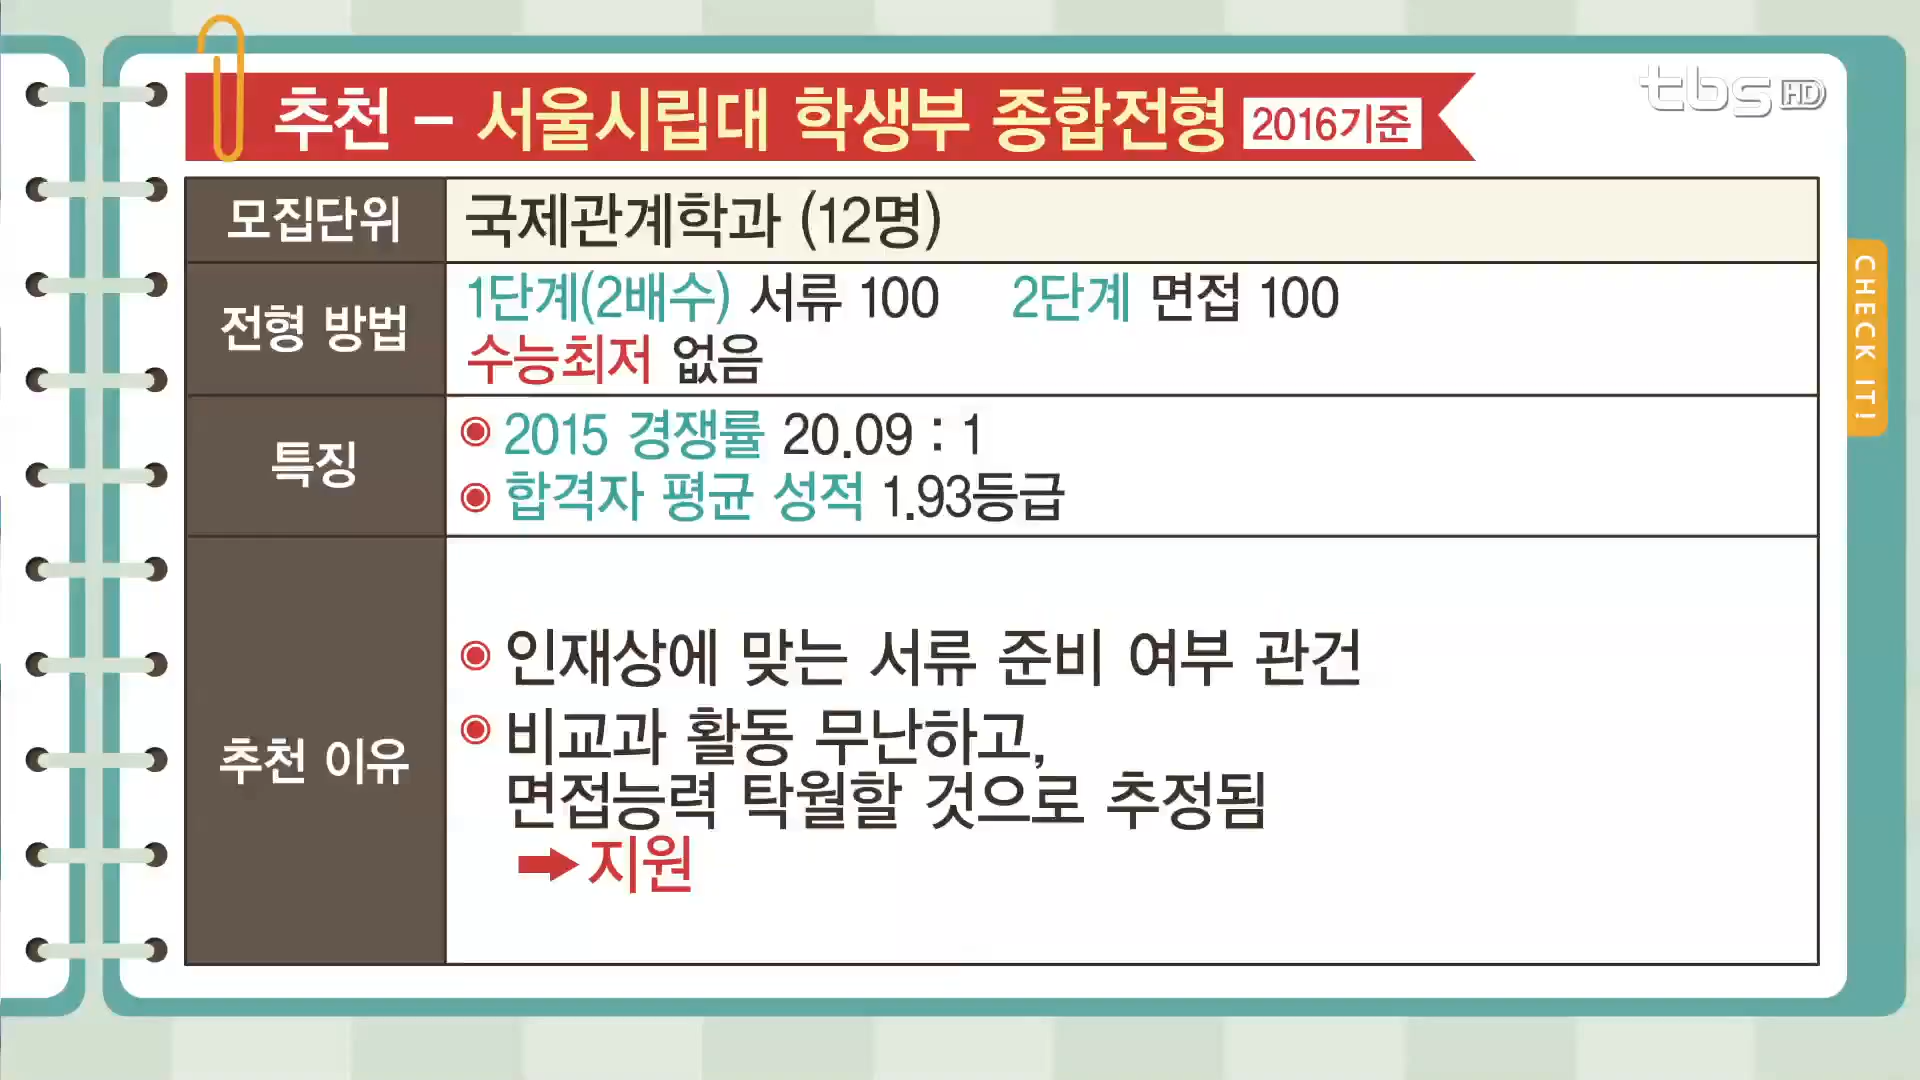 추천 - 서울시립대 학생부 종합전형 2016기준
tbs HD
모집단위
국제관계학과 (12명)
전형 방법
1단계(2배수) 서류 100 2단계 면접 100
수능최저 없음
특징
2015 경쟁률 20.09 : 1
합격자 평균 성적 1.93등급
추천 이유
인재상에 맞는 서류 준비 여부 관건
비교과 활동 무난하고,
면접능력 탁월할 것으로 추정됨
➡ 지원
CHECK IT!